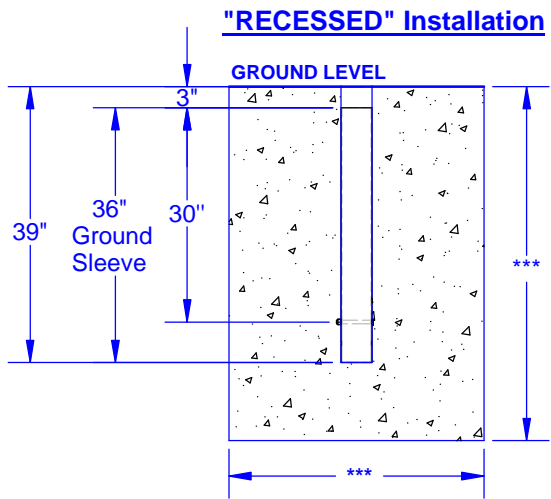 "RECESSED" Installation
GROUND LEVEL
3"
39"
36"
Ground
Sleeve
30''
***
***